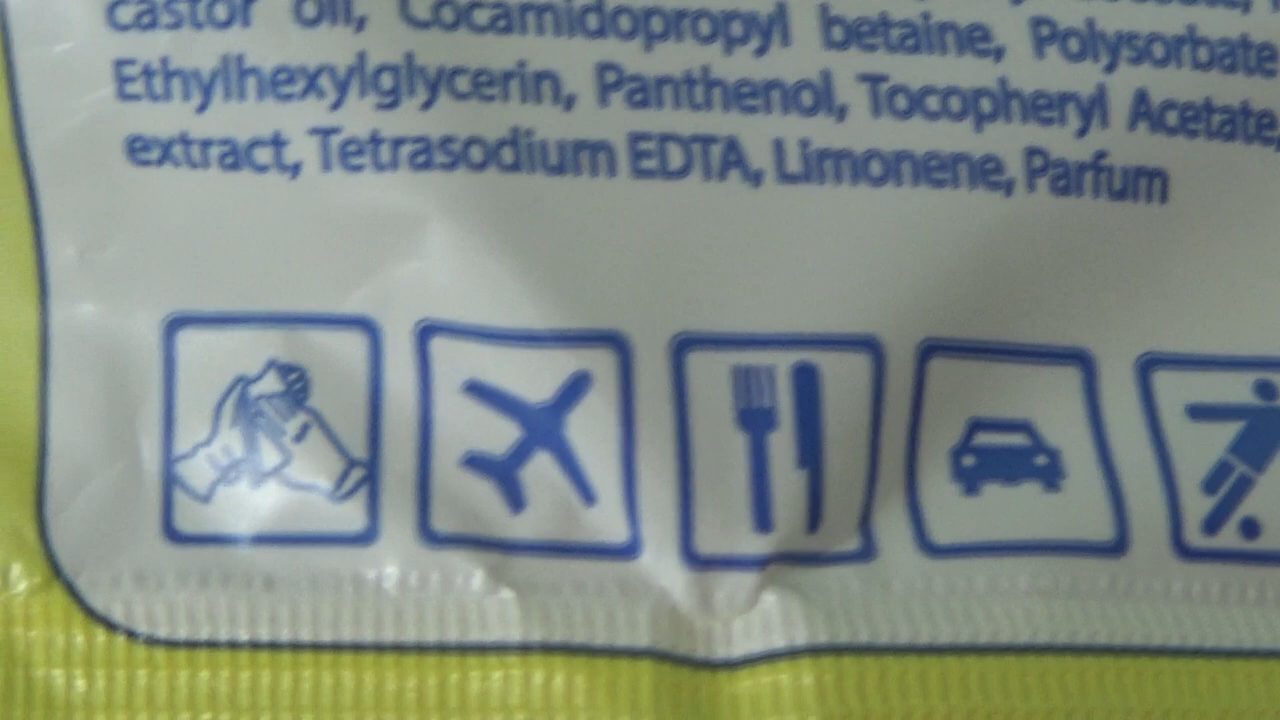 castor oil, Cocamidopropyl betaine, Polysorbate
Ethylhexylglycerin, Panthenol, Tocopheryl Acetate,
extract, Tetrasodium EDTA, Limonene, Parfum